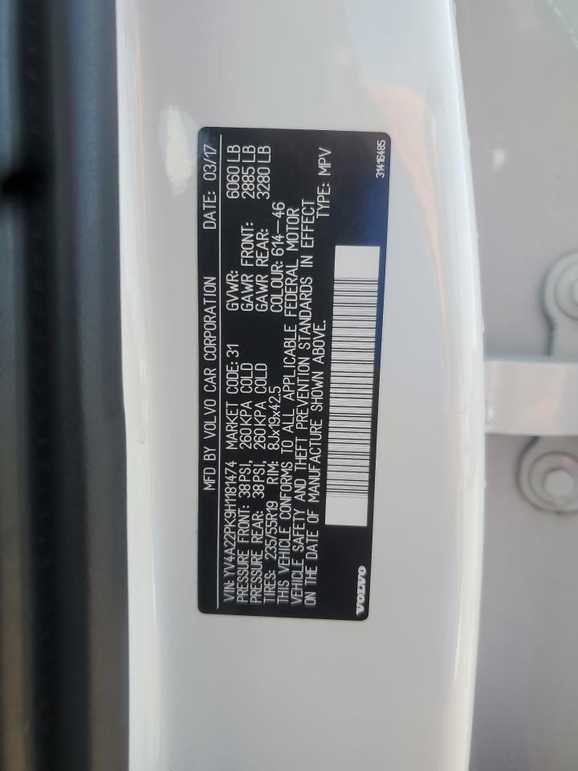 MFD BY VOLVO CAR CORPORATION DATE: 03/17
VIN: YV4A22PK9H1181474 MARKET CODE: 31 GVWR: 6060 LB
PRESSURE FRONT: 38 PSI, 260 KPA COLD GAWR FRONT: 2885 LB
PRESSURE REAR: 38 PSI, 260 KPA COLD GAWR REAR: 3280 LB
TIRES: 235/55R19 RIM: 8Jx19x42.5 COLOUR: 614-46
THIS VEHICLE CONFORMS TO ALL APPLICABLE FEDERAL MOTOR
VEHICLE SAFETY AND THEFT PREVENTION STANDARDS IN EFFECT
ON THE DATE OF MANUFACTURE SHOWN ABOVE. TYPE: MPV
VOLVO 31416485